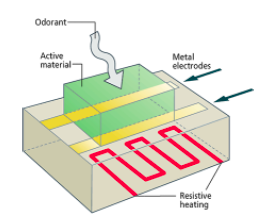 Odorant
Active
material
Metal
electrodes
Resistive
heating